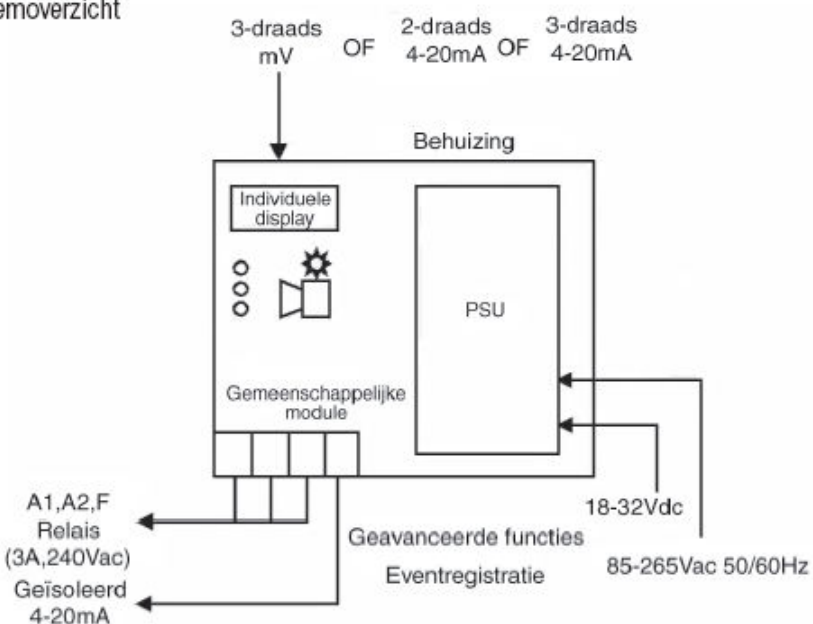 3-draads
mV
OF
2-draads
4-20mA
OF
3-draads
4-20mA
Behuizing
Individuele
display
PSU
Gemeenschappelijke
module
A1,A2,F
Relais
(3A,240Vac)
Geïsoleerd
4-20mA
Geavanceerde functies
Eventregistratie
18-32Vdc
85-265Vac 50/60Hz